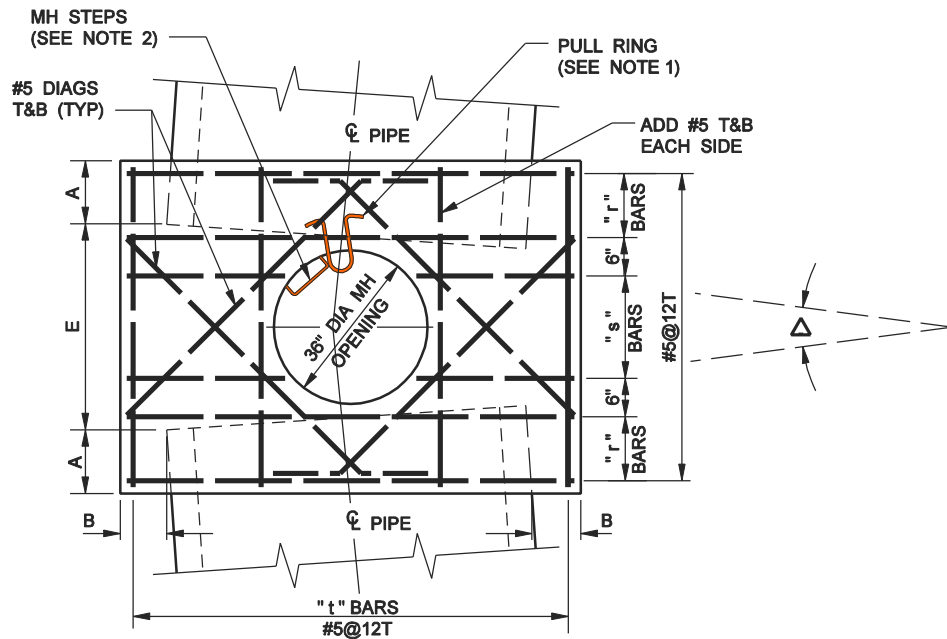 MH STEPS
(SEE NOTE 2)
PULL RING
(SEE NOTE 1)
#5 DIAGS
T&B (TYP)
℄ PIPE
ADD #5 T&B
EACH SIDE
A
"r"
BARS
6"
E
36" DIA MH
OPENING
"s"
BARS
#5@12T
Δ
6"
A
"r"
BARS
B
℄ PIPE
B
"t" BARS
#5@12T